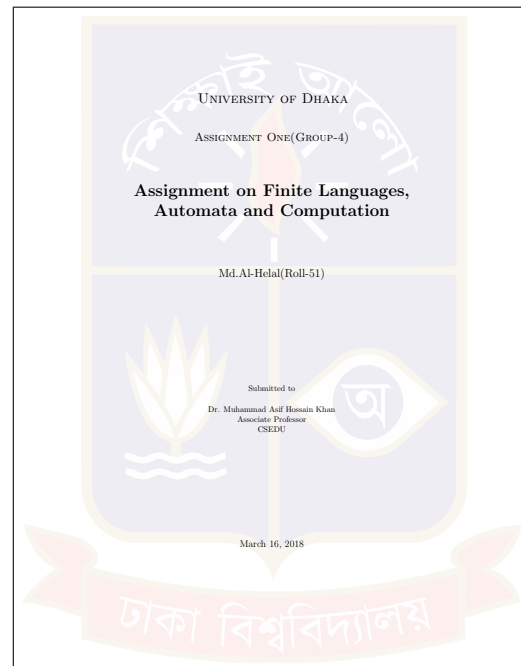 শিক্ষাই আলো
University of Dhaka
Assignment One(Group-4)
Assignment on Finite Languages,
Automata and Computation
Md.Al-Helal(Roll-51)
Submitted to
Dr. Muhammad Asif Hossain Khan
Associate Professor
CSEDU
অ
March 16, 2018
ঢাকা বিশ্ববিদ্যালয়